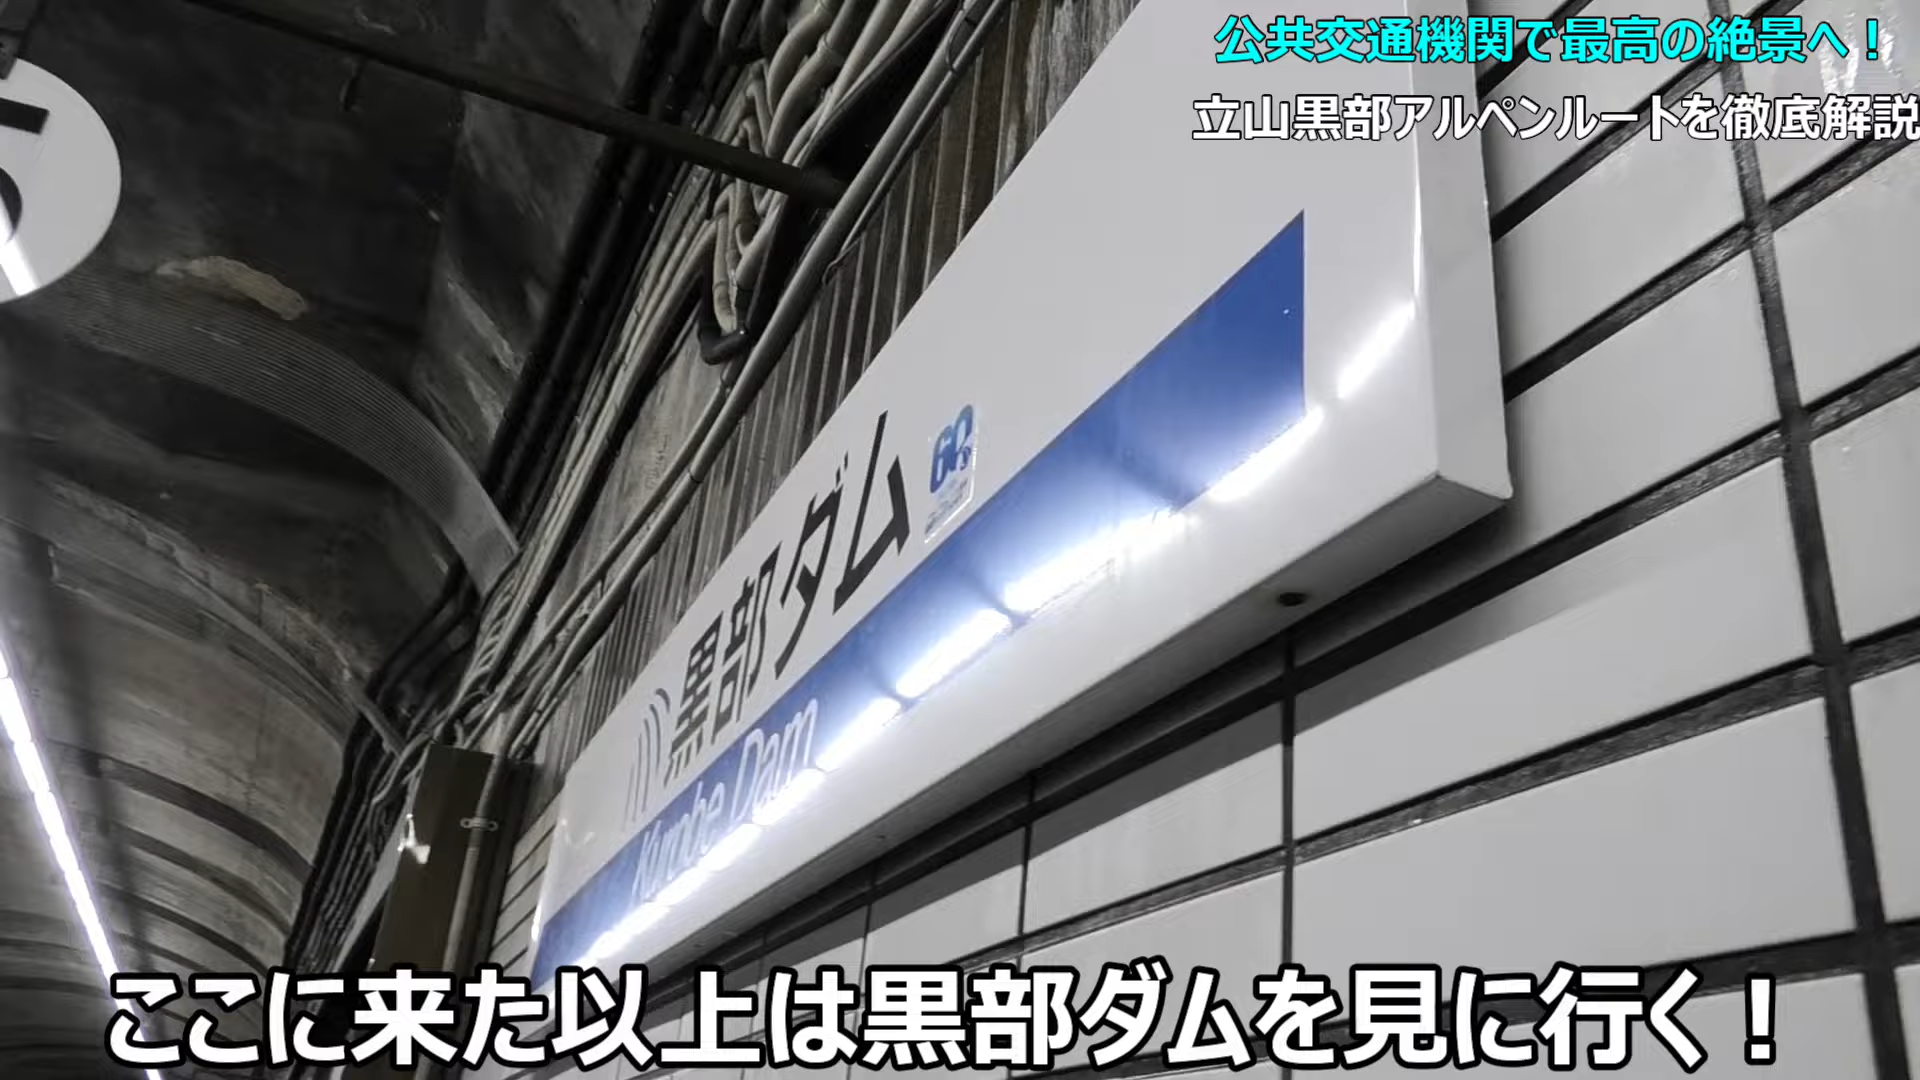 公共交通機関で最高の絶景へ！
立山黒部アルペンルートを徹底解説
5
60
黒部ダム
Kurobe Dam
ここに来た以上は黒部ダムを見に行く！